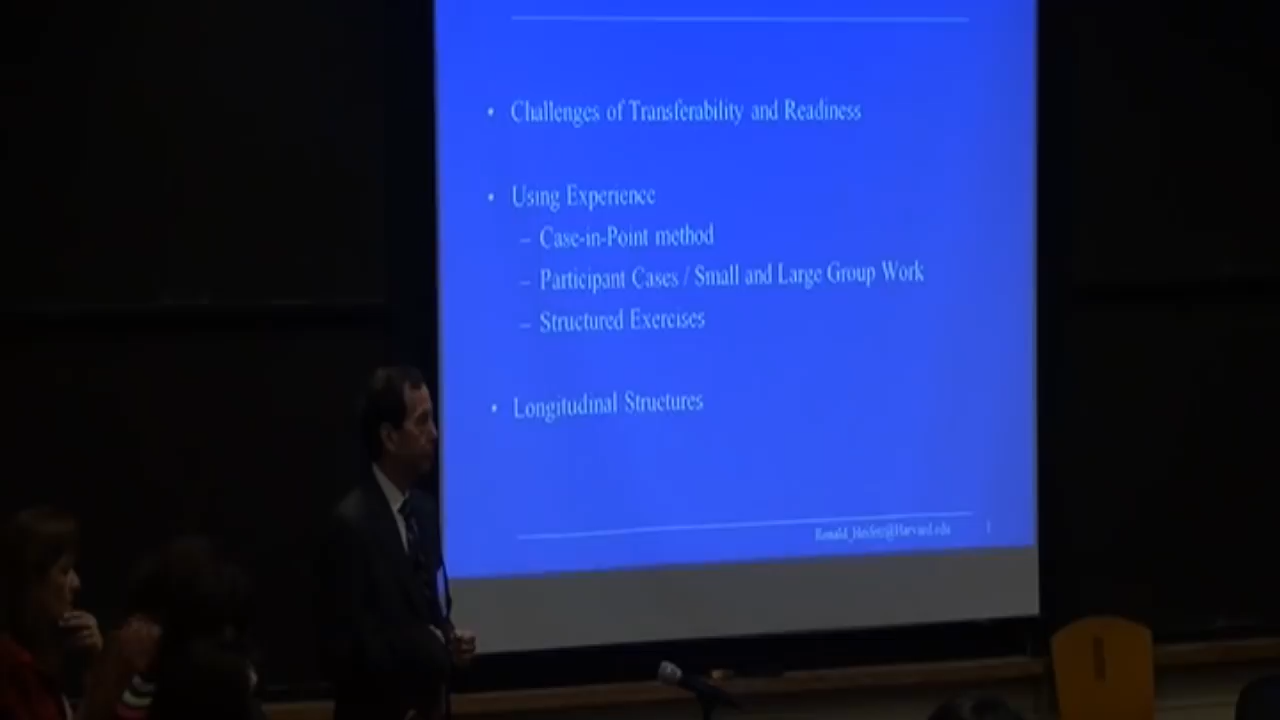 • Challenges of Transferability and Readiness
• Using Experience
– Case-in-Point method
– Participant Cases / Small and Large Group Work
– Structured Exercises
• Longitudinal Structures
1